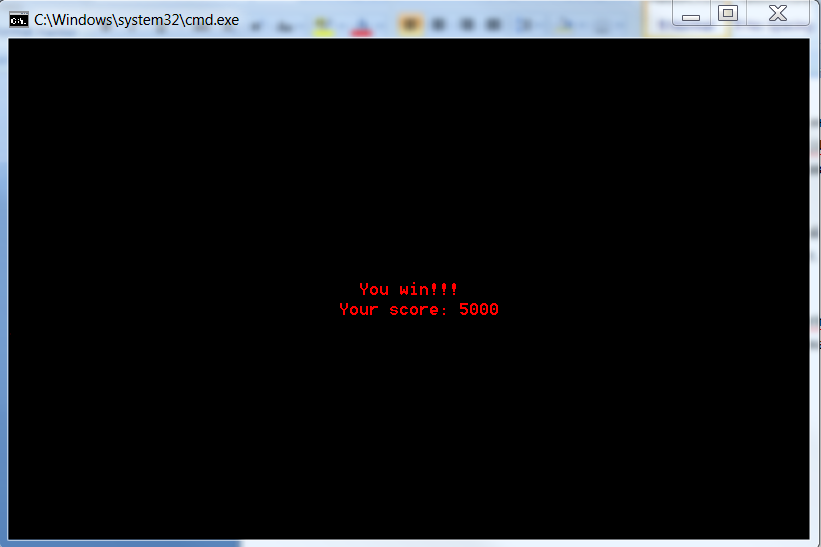 C:\Windows\system32\cmd.exe
You win!!!
Your score: 5000